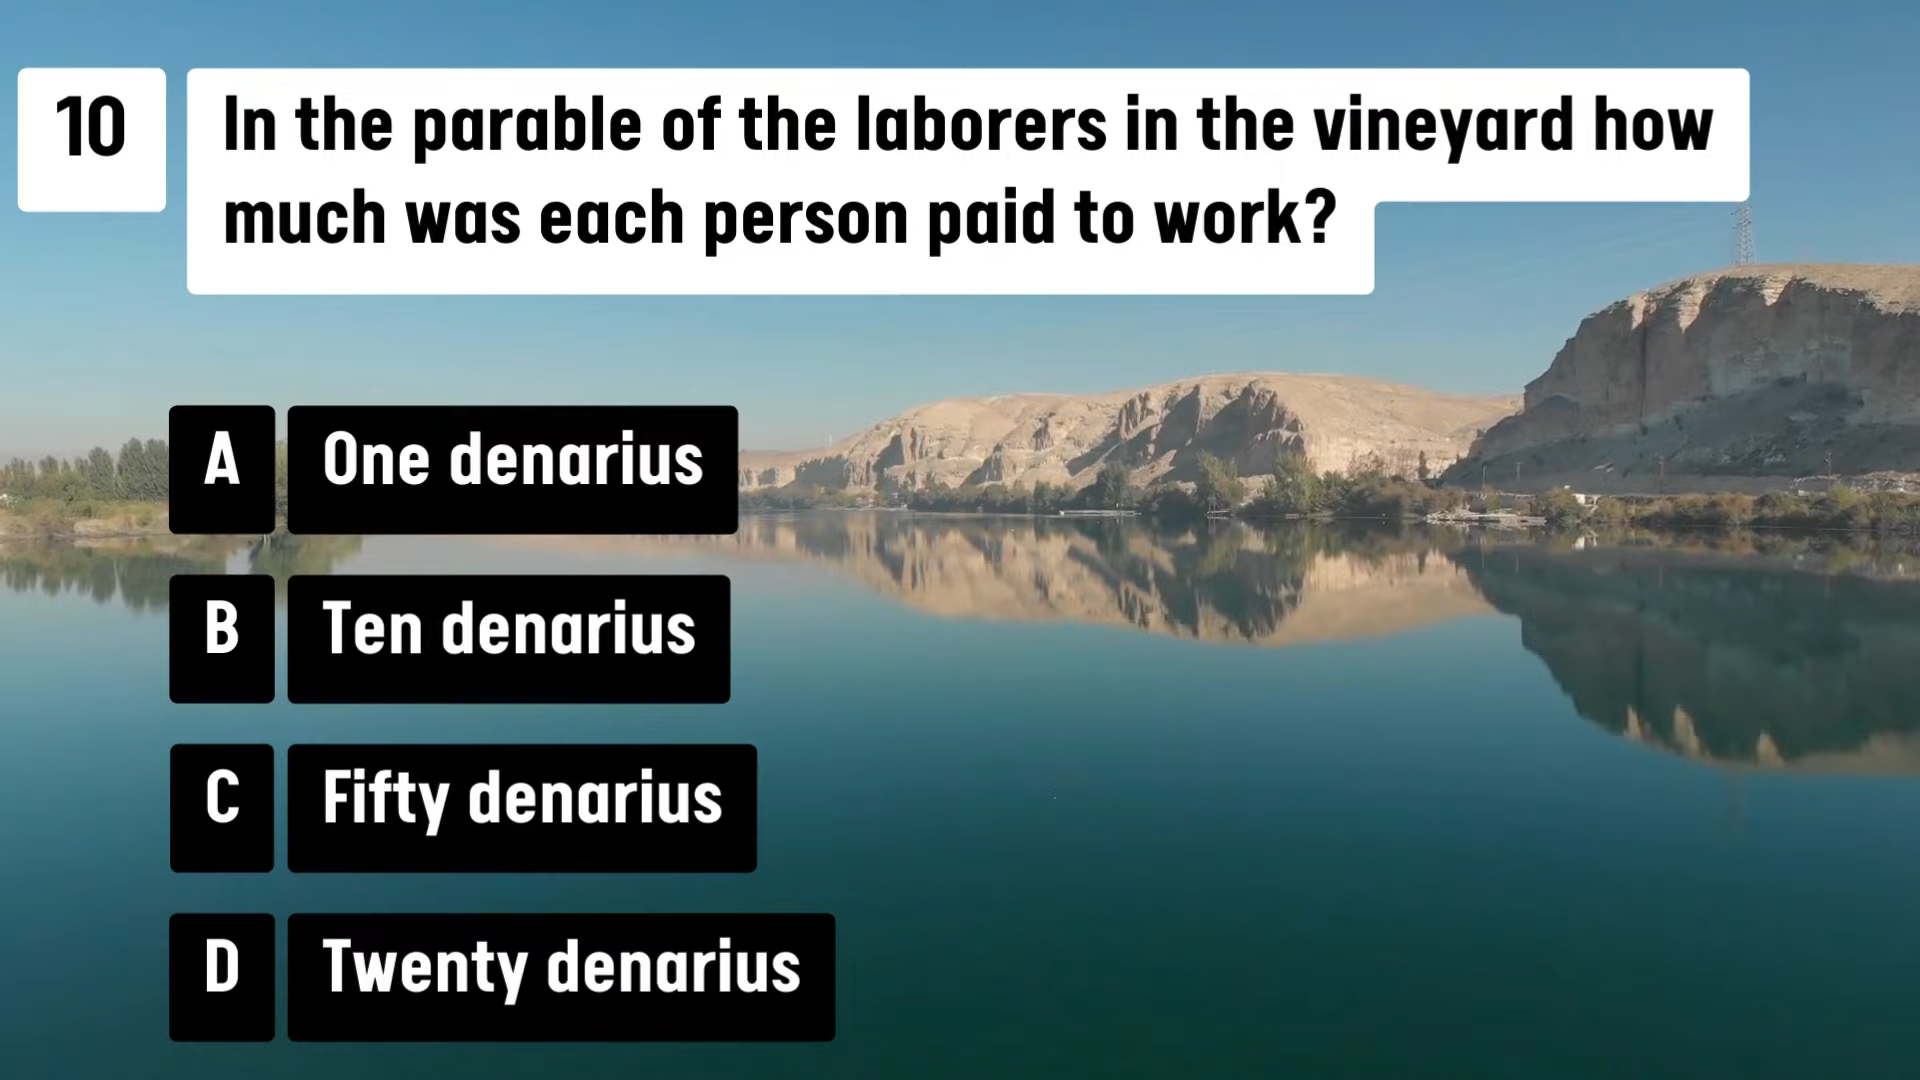 10
In the parable of the laborers in the vineyard how
much was each person paid to work?
A
One denarius
B
Ten denarius
C
Fifty denarius
D
Twenty denarius